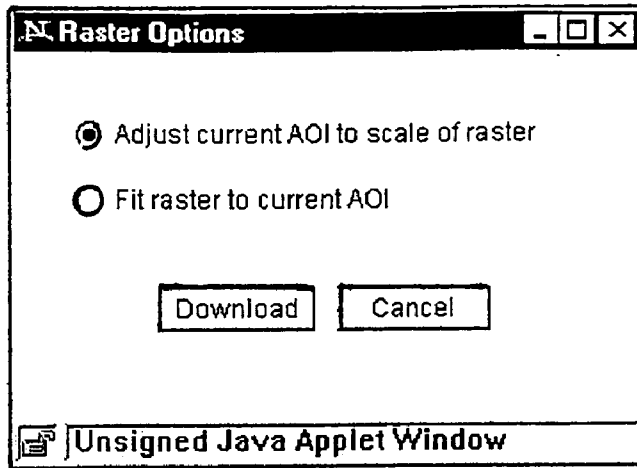 Raster Options
Adjust current AOI to scale of raster
Fit raster to current AOI
Download Cancel
Unsigned Java Applet Window